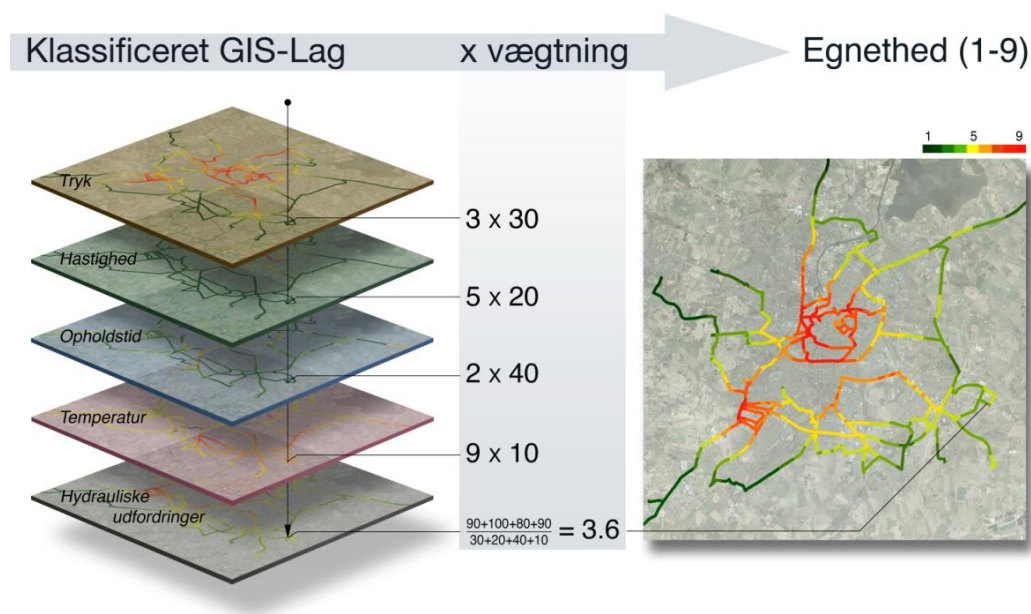 Klassificeret GIS-Lag x vægtning Egnethed (1-9)
1 5 9
Tryk
3 x 30
Hastighed
5 x 20
Opholdstid
2 x 40
Temperatur
9 x 10
Hydrauliske
udfordringer
90+100+80+90
30+20+40+10
= 3.6